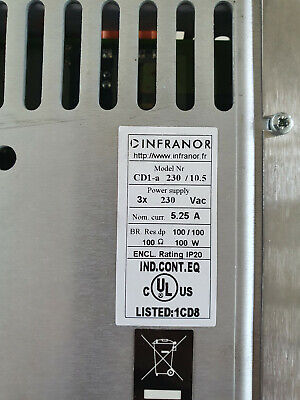 INFRANOR
http://www.infranor.fr
Model Nr
CD1-a 230 / 10.5
Power supply
3x 230 Vac
Nom. curr. 5.25 A
BR. Res.dp 100 / 100
100 Ω 100 W
ENCL. Rating IP20
IND.CONT.EQ
C UL US
LISTED:1CD8